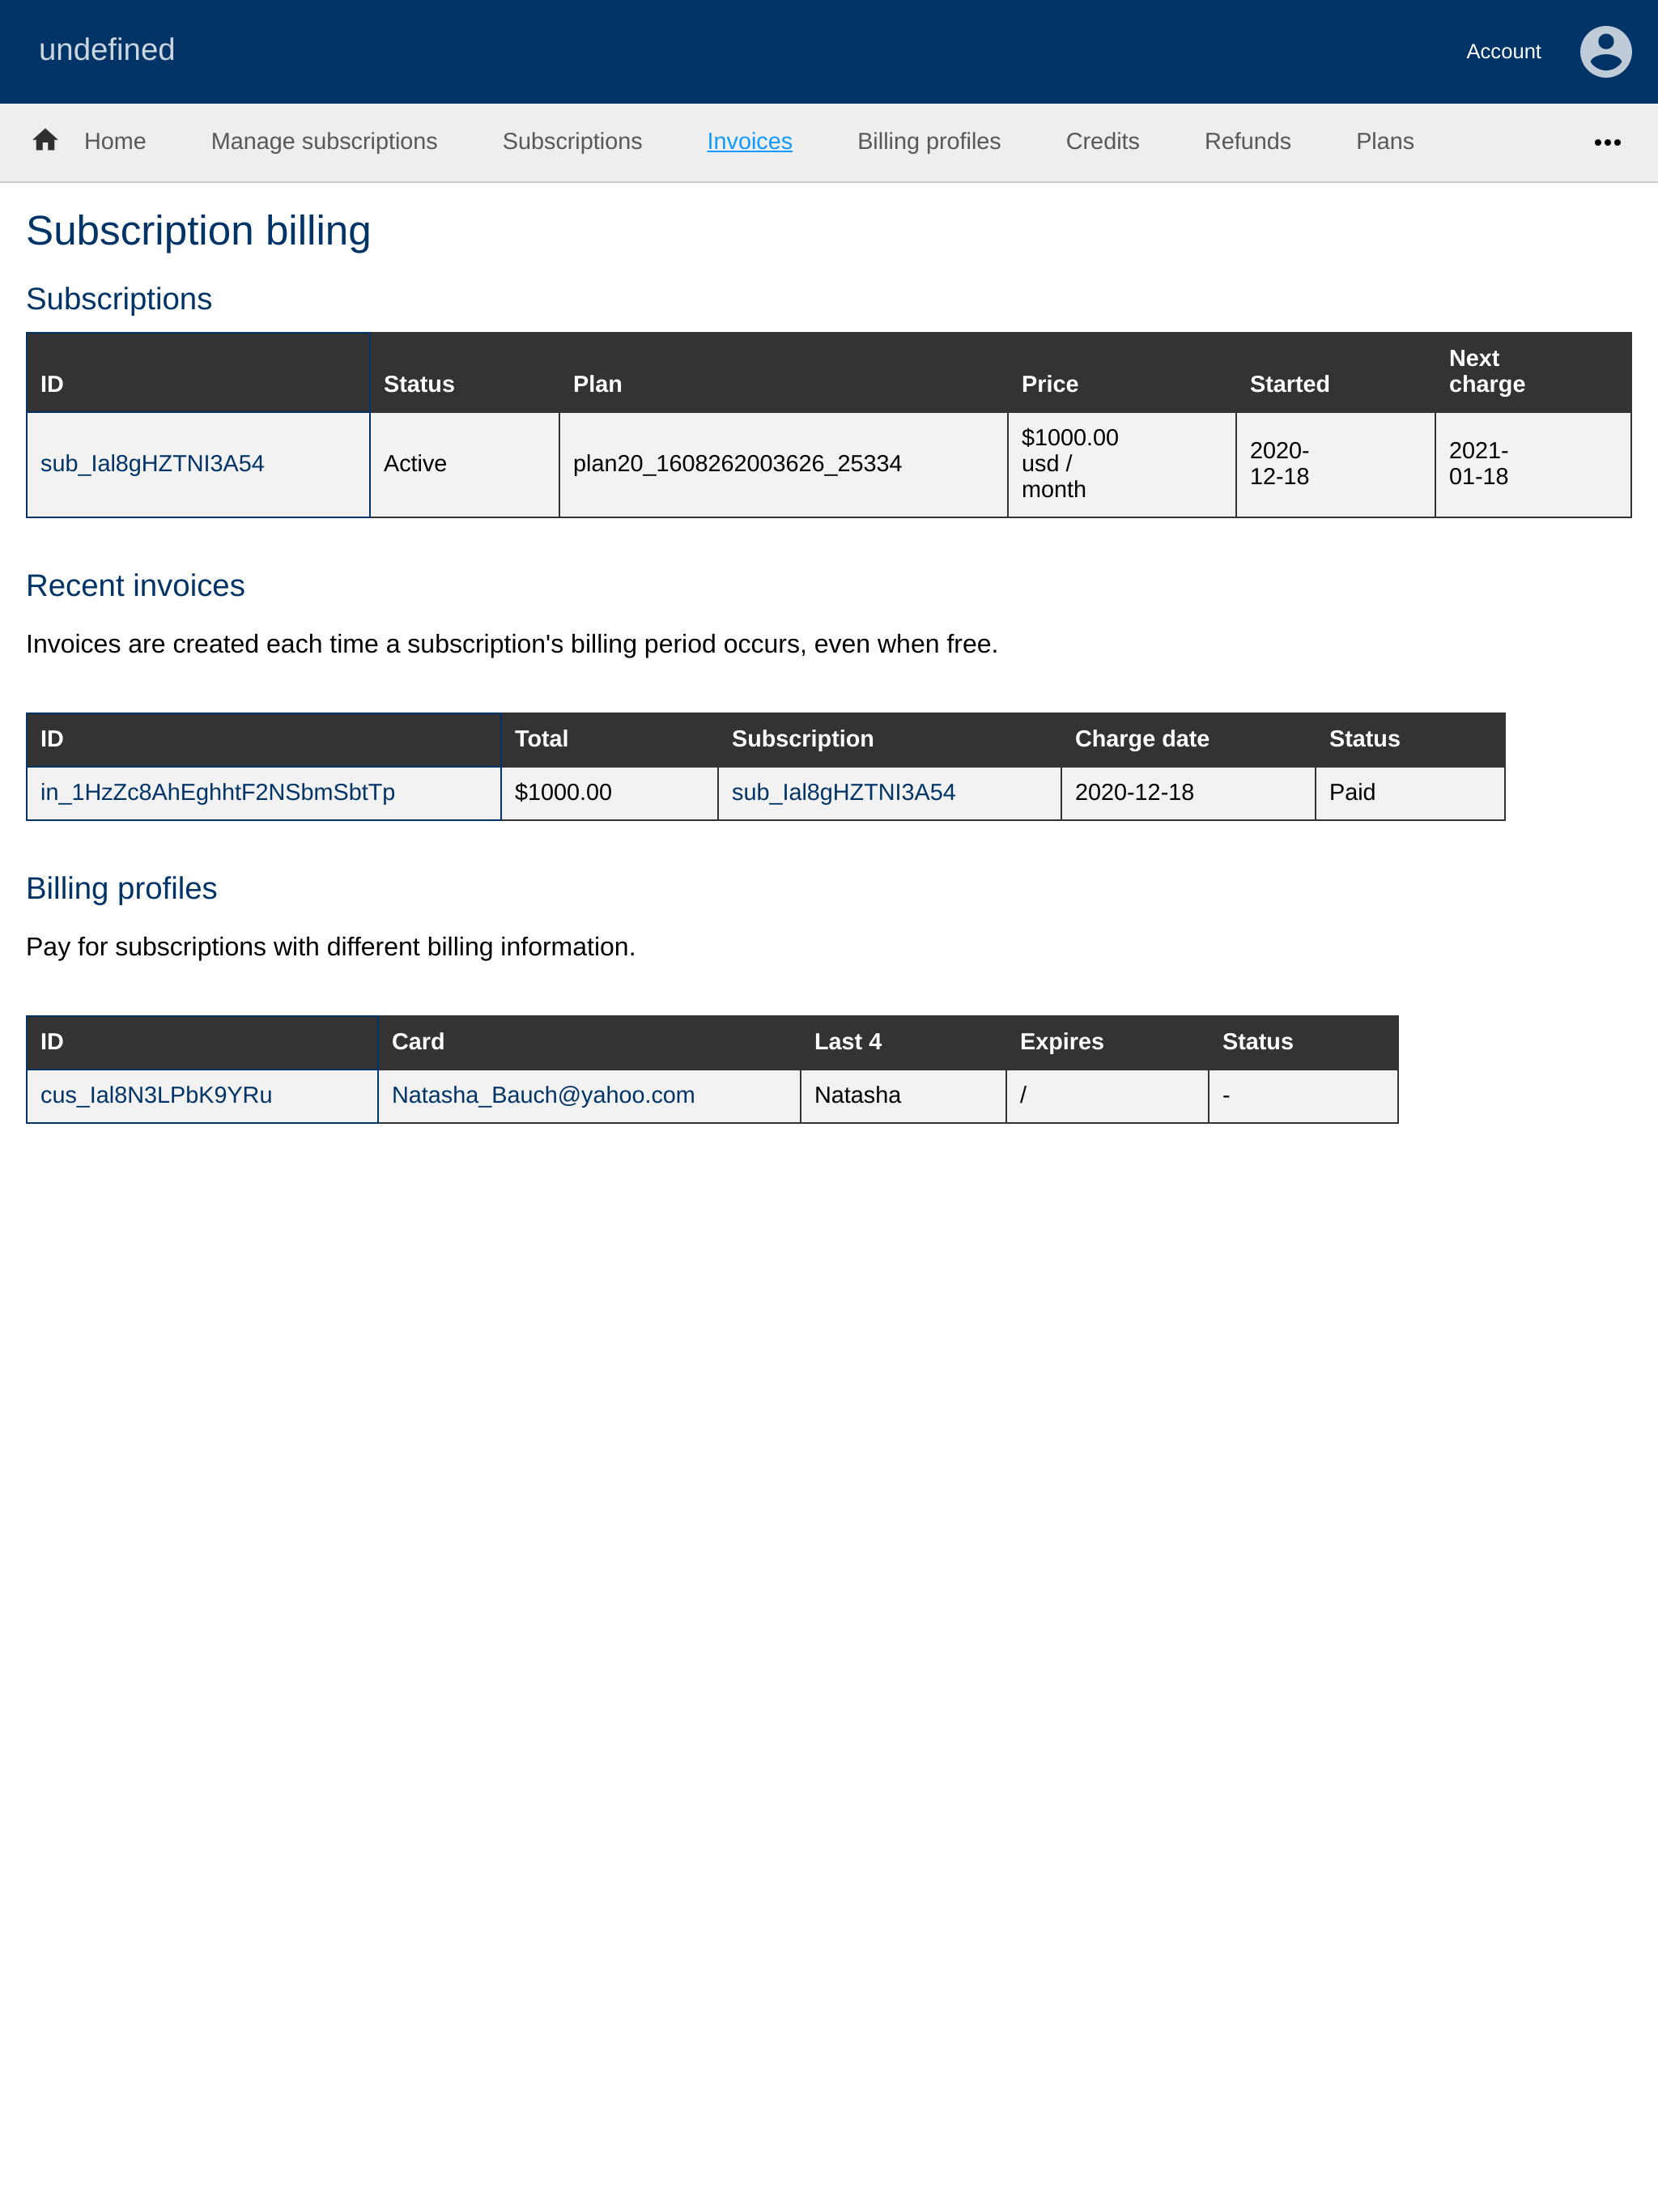 undefined
Account
Home Manage subscriptions Subscriptions Invoices Billing profiles Credits Refunds Plans
Subscription billing
Subscriptions
ID Status Plan Price Started Next charge
sub_Ial8gHZTNI3A54 Active plan20_1608262003626_25334 $1000.00 usd / month 2020-12-18 2021-01-18
Recent invoices
Invoices are created each time a subscription's billing period occurs, even when free.
ID Total Subscription Charge date Status
in_1HzZc8AhEghhtF2NSbmSbtTp $1000.00 sub_Ial8gHZTNI3A54 2020-12-18 Paid
Billing profiles
Pay for subscriptions with different billing information.
ID Card Last 4 Expires Status
cus_Ial8N3LPbK9YRu Natasha_Bauch@yahoo.com Natasha / -